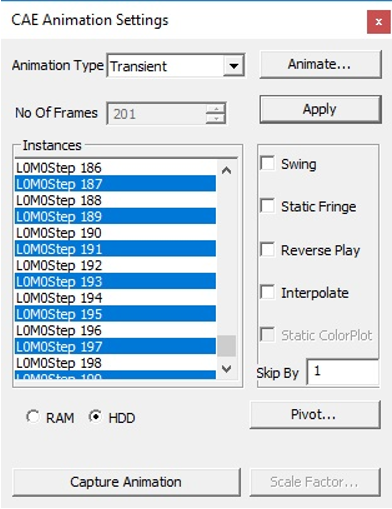 CAE Animation Settings
x
Animation Type Transient Animate...
No Of Frames 201 Apply
Instances
L0M0Step 186
L0M0Step 187
L0M0Step 188
L0M0Step 189
L0M0Step 190
L0M0Step 191
L0M0Step 192
L0M0Step 193
L0M0Step 194
L0M0Step 195
L0M0Step 196
L0M0Step 197
L0M0Step 198
L0M0Step 199
Swing
Static Fringe
Reverse Play
Interpolate
Static ColorPlot
Skip By 1
RAM HDD Pivot...
Capture Animation Scale Factor...